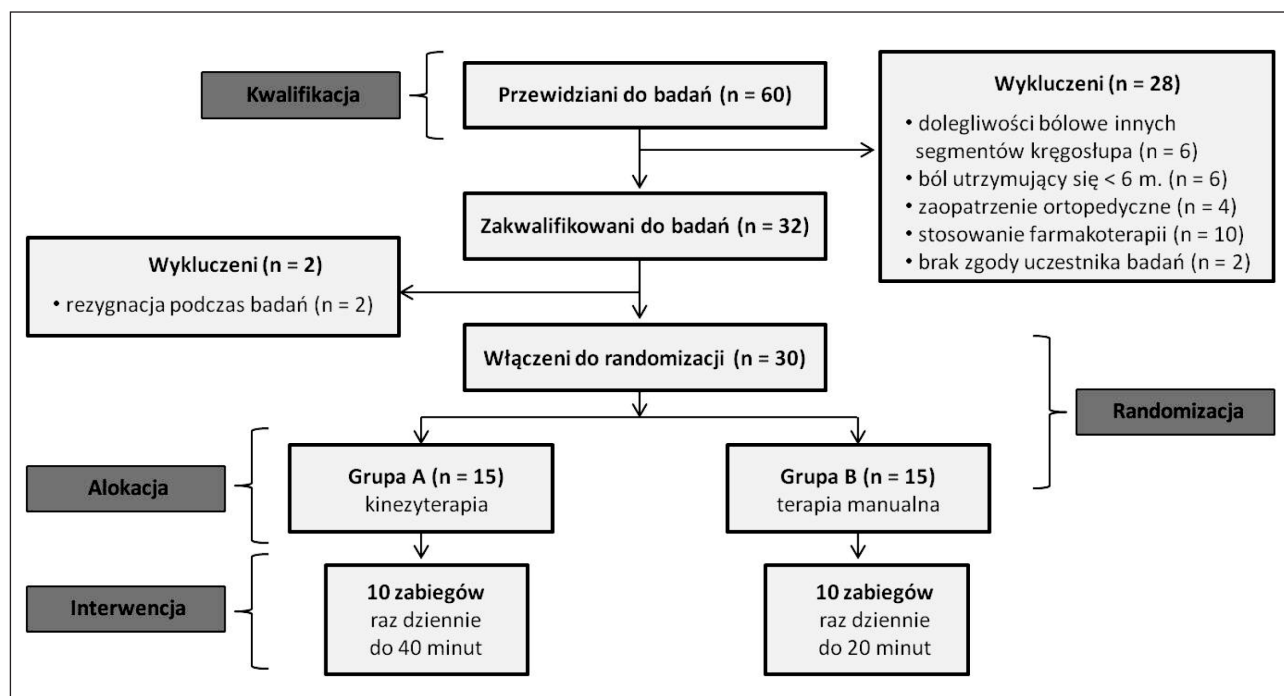 Kwalifikacja
Przewidziani do badań (n = 60)
Wykluczeni (n = 28)
• dolegliwości bólowe innych
segmentów kręgosłupa (n = 6)
• ból utrzymujący się < 6 m. (n = 6)
• zaopatrzenie ortopedyczne (n = 4)
• stosowanie farmakoterapii (n = 10)
• brak zgody uczestnika badań (n = 2)
Zakwalifikowani do badań (n = 32)
Wykluczeni (n = 2)
• rezygnacja podczas badań (n = 2)
Włączeni do randomizacji (n = 30)
Randomizacja
Alokacja
Grupa A (n = 15)
kinezyterapia
Grupa B (n = 15)
terapia manualna
Interwencja
10 zabiegów
raz dziennie
do 40 minut
10 zabiegów
raz dziennie
do 20 minut